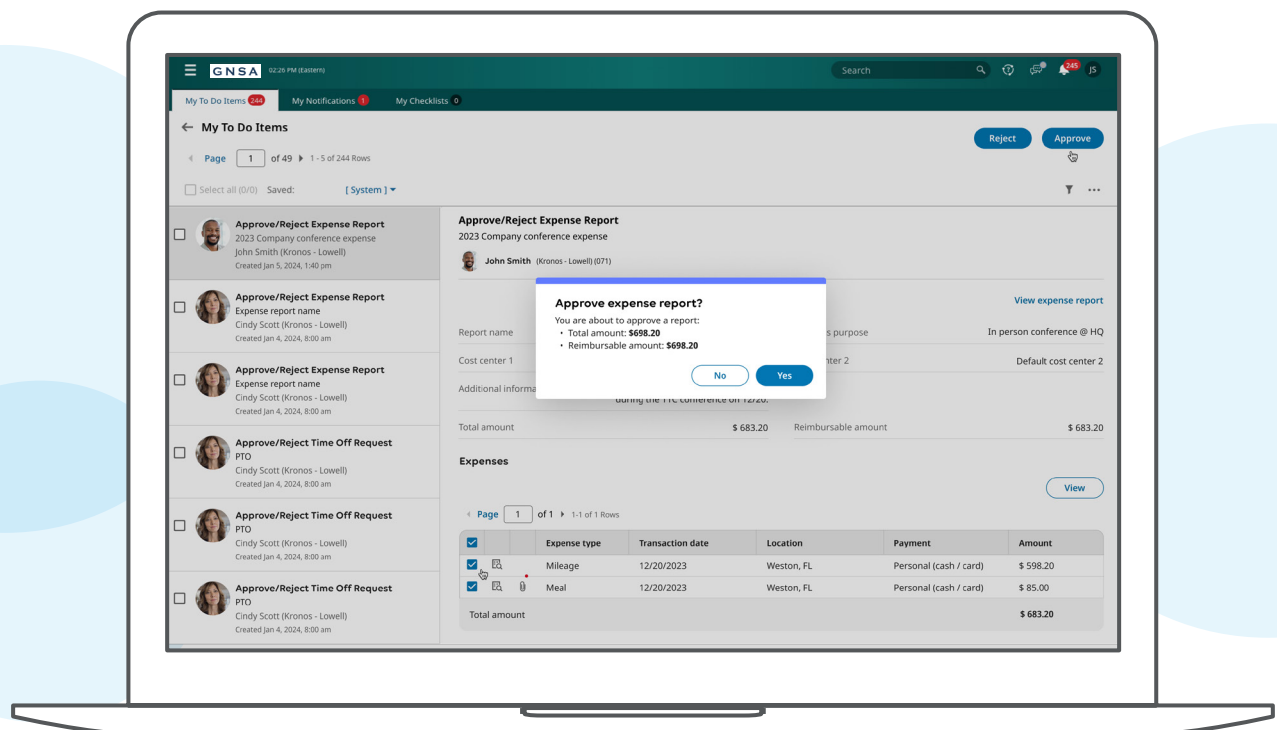 GNSA 02:26 PM (Eastern) Search 245 JS
My To Do Items 244 My Notifications 1 My Checklists 0
My To Do Items
Reject Approve
Page 1 of 49 1 - 5 of 244 Rows
Select all (0/0) Saved: [ System ]
Approve/Reject Expense Report
2023 Company conference expense
John Smith (Kronos - Lowell)
Created Jan 5, 2024, 1:40 pm
Approve/Reject Expense Report
Expense report name
Cindy Scott (Kronos - Lowell)
Created Jan 4, 2024, 8:00 am
Approve/Reject Expense Report
Expense report name
Cindy Scott (Kronos - Lowell)
Created Jan 4, 2024, 8:00 am
Approve/Reject Time Off Request
PTO
Cindy Scott (Kronos - Lowell)
Created Jan 4, 2024, 8:00 am
Approve/Reject Time Off Request
PTO
Cindy Scott (Kronos - Lowell)
Created Jan 4, 2024, 8:00 am
Approve/Reject Time Off Request
PTO
Cindy Scott (Kronos - Lowell)
Created Jan 4, 2024, 8:00 am
Approve/Reject Expense Report
2023 Company conference expense
John Smith (Kronos - Lowell) (071)
View expense report
Approve expense report?
You are about to approve a report:
• Total amount: $698.20
• Reimbursable amount: $698.20
No Yes
Report name s purpose In person conference @ HQ
Cost center 1 nter 2 Default cost center 2
Additional informa
during the TTC conference on 12/20.
Total amount $ 683.20 Reimbursable amount $ 683.20
Expenses
View
Page 1 of 1 1-1 of 1 Rows
Expense type Transaction date Location Payment Amount
Mileage 12/20/2023 Weston, FL Personal (cash / card) $ 598.20
Meal 12/20/2023 Weston, FL Personal (cash / card) $ 85.00
Total amount $ 683.20